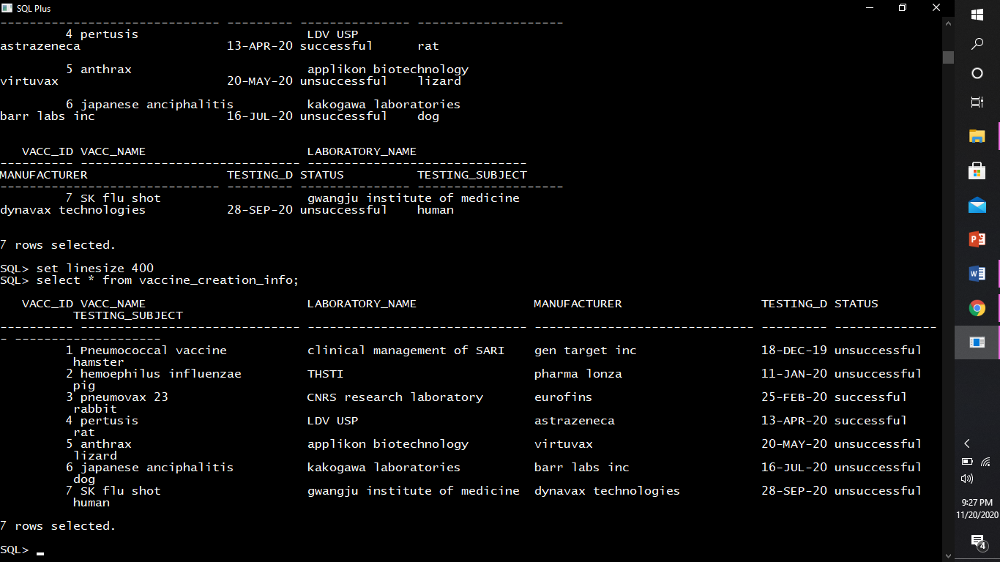 SQL Plus
------------------------------ --------- --------------- --------------------
         4 pertusis                       LDV USP
astrazeneca                    13-APR-20 successful      rat

         5 anthrax                        applikon biotechnology
virtuvax                       20-MAY-20 unsuccessful    lizard

         6 japanese anciphalitis          kakogawa laboratories
barr labs inc                  16-JUL-20 unsuccessful    dog


   VACC_ID VACC_NAME                      LABORATORY_NAME
---------- ------------------------------ ------------------------------
MANUFACTURER                   TESTING_D STATUS          TESTING_SUBJECT
------------------------------ --------- --------------- --------------------
         7 SK flu shot                    gwangju institute of medicine
dynavax technologies           28-SEP-20 unsuccessful    human


7 rows selected.

SQL> set linesize 400
SQL> select * from vaccine_creation_info;

   VACC_ID VACC_NAME                      LABORATORY_NAME                MANUFACTURER                   TESTING_D STATUS
          TESTING_SUBJECT
---------- ------------------------------ ------------------------------ ------------------------------ --------- --------------
- --------------------
         1 Pneumococcal vaccine           clinical management of SARI    gen target inc                 18-DEC-19 unsuccessful
          hamster
         2 hemoephilus influenzae         THSTI                          pharma lonza                   11-JAN-20 unsuccessful
          pig
         3 pneumovax 23                   CNRS research laboratory       eurofins                       25-FEB-20 successful
          rabbit
         4 pertusis                       LDV USP                        astrazeneca                    13-APR-20 successful
          rat
         5 anthrax                        applikon biotechnology         virtuvax                       20-MAY-20 unsuccessful
          lizard
         6 japanese anciphalitis          kakogawa laboratories          barr labs inc                  16-JUL-20 unsuccessful
          dog
         7 SK flu shot                    gwangju institute of medicine  dynavax technologies           28-SEP-20 unsuccessful
          human

7 rows selected.

SQL> _
P
W
9:27 PM
11/20/2020
4